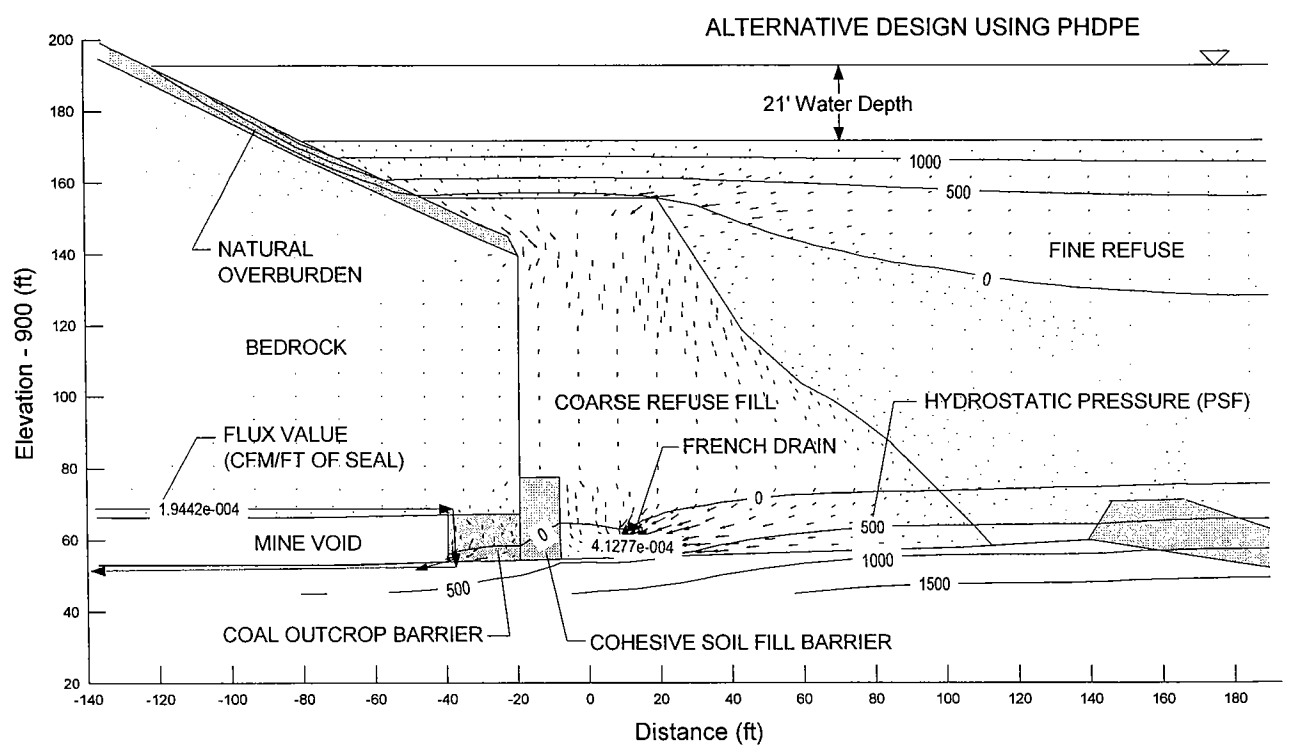 ALTERNATIVE DESIGN USING PHDPE
200
180
160
140
120
100
80
60
40
20
Elevation - 900 (ft)
21' Water Depth
1000
500
NATURAL
OVERBURDEN
FINE REFUSE
0
BEDROCK
COARSE REFUSE FILL
HYDROSTATIC PRESSURE (PSF)
FLUX VALUE
(CFM/FT OF SEAL)
FRENCH DRAIN
1.9442e-004
0
500
MINE VOID
0
4.1277e-004
1000
500
1500
COAL OUTCROP BARRIER
COHESIVE SOIL FILL BARRIER
-140 -120 -100 -80 -60 -40 -20 0 20 40 60 80 100 120 140 160 180
Distance (ft)